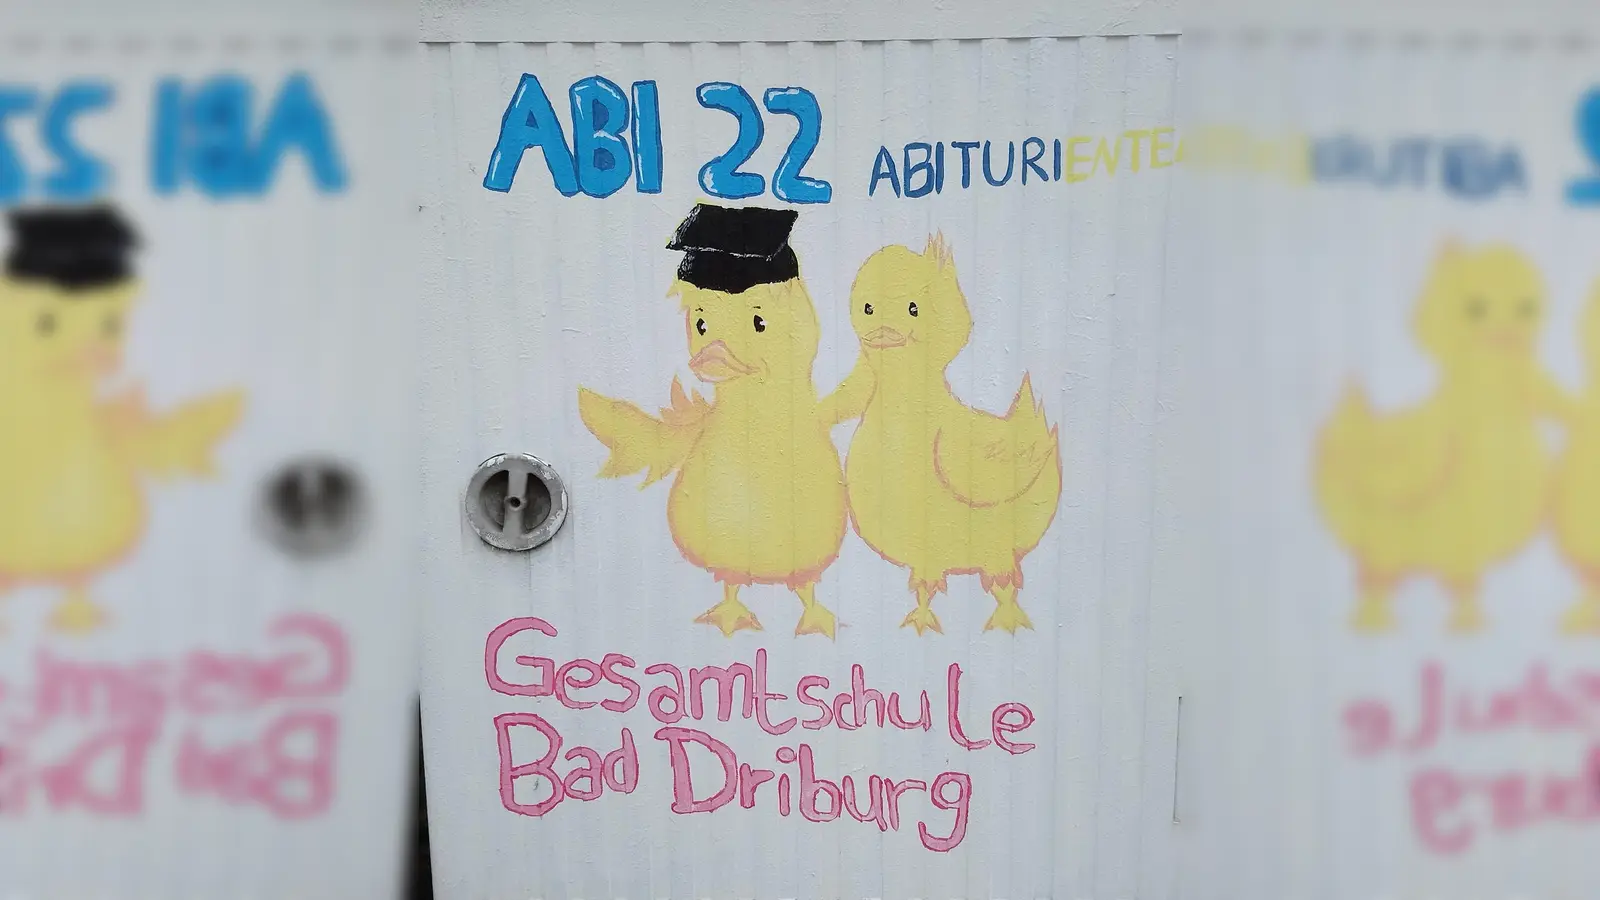 ABI 22
ABITURIENTE
Gesamtschule
Bad Driburg